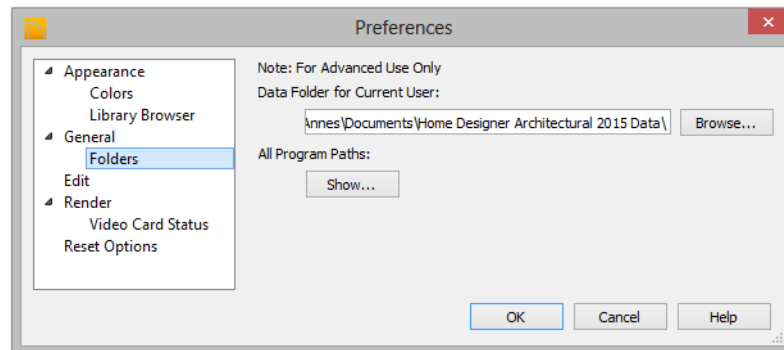 Preferences
Appearance
Colors
Library Browser
General
Folders
Edit
Render
Video Card Status
Reset Options
Note: For Advanced Use Only
Data Folder for Current User:
Annes\Documents\Home Designer Architectural 2015 Data\
Browse...
All Program Paths:
Show...
OK
Cancel
Help